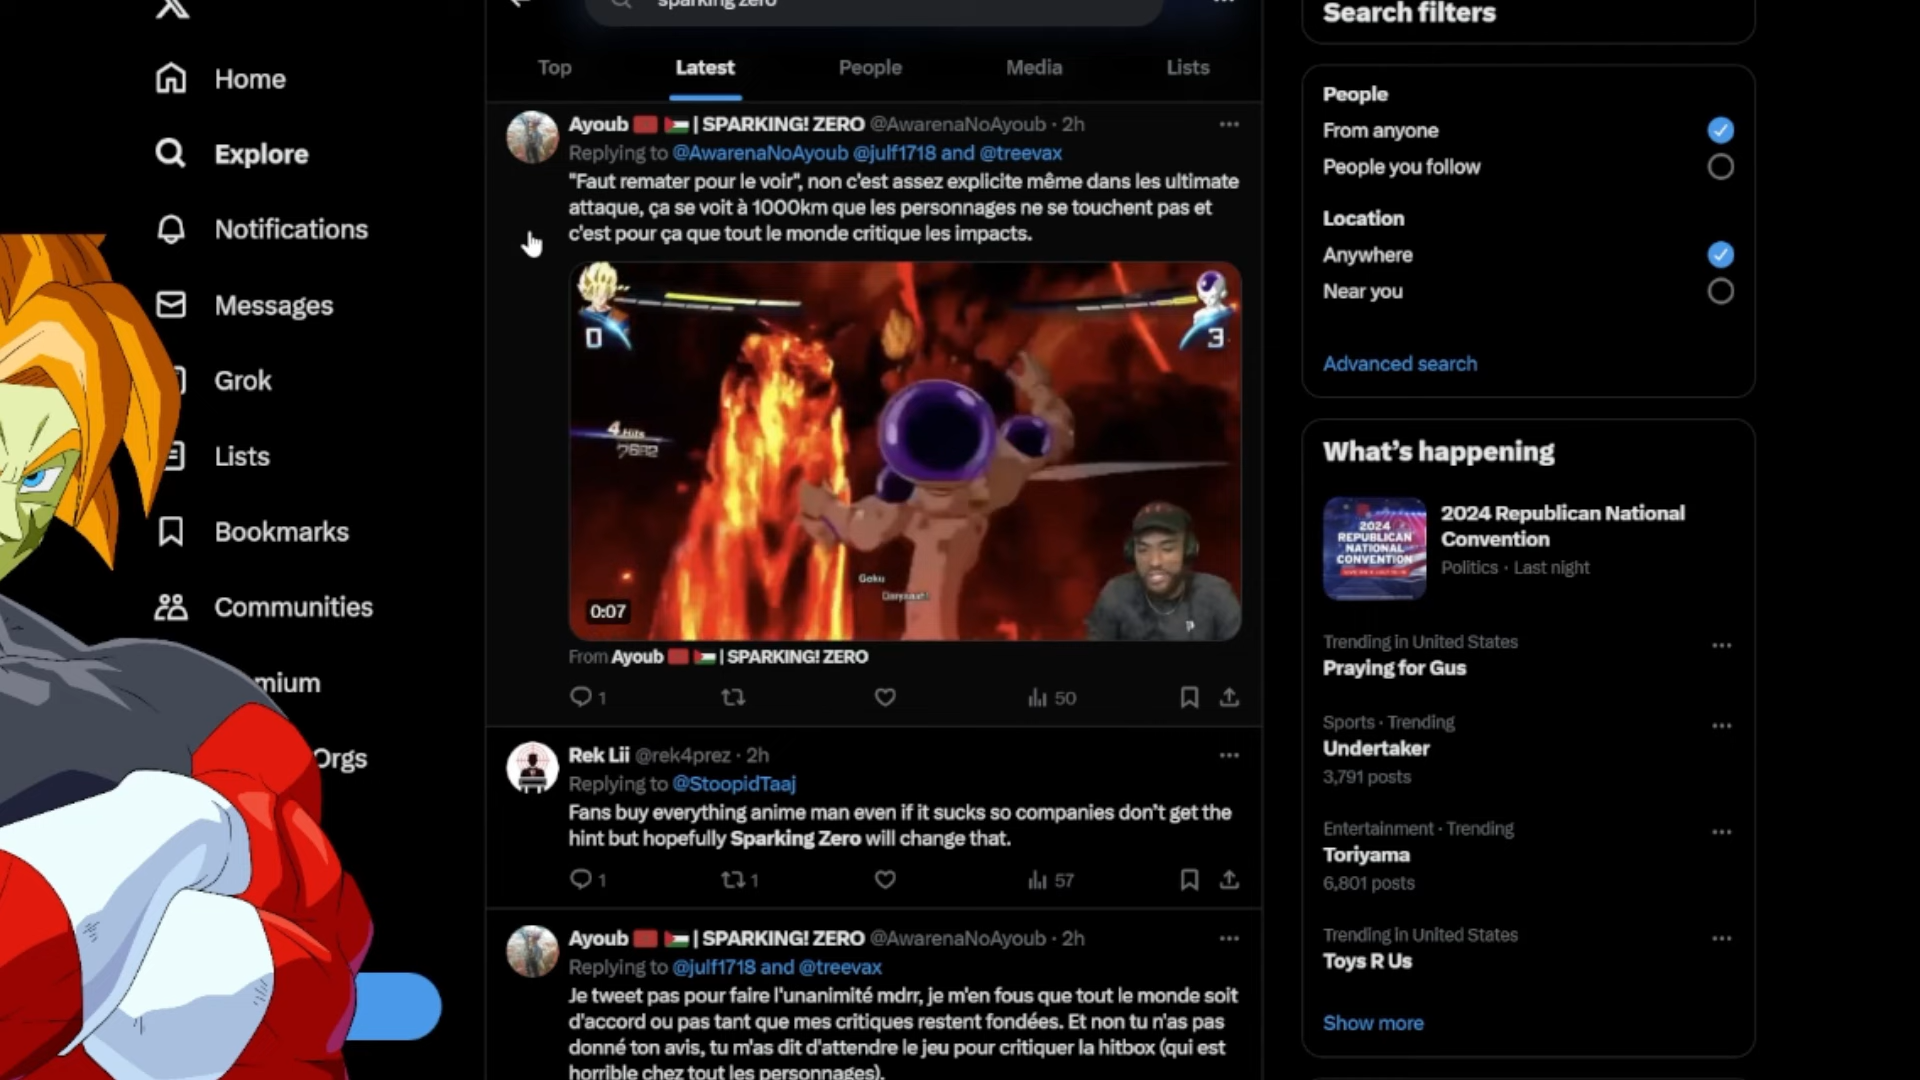 sparking zero
Top
Latest
People
Media
Lists
Home
Explore
Notifications
Messages
Grok
Lists
Bookmarks
Communities
mium
Orgs
Ayoub | SPARKING! ZERO @AwarenaNoAyoub · 2h
Replying to @AwarenaNoAyoub @julf1718 and @treevax
"Faut remater pour le voir", non c'est assez explicite même dans les ultimate
attaque, ça se voit à 1000km que les personnages ne se touchent pas et
c'est pour ça que tout le monde critique les impacts.
0
3
4 Hits
7682
Goku
0:07
From Ayoub | SPARKING! ZERO
1
50
Rek Lii @rek4prez · 2h
Replying to @StoopidTaaj
Fans buy everything anime man even if it sucks so companies don't get the
hint but hopefully Sparking Zero will change that.
1
1
57
Ayoub | SPARKING! ZERO @AwarenaNoAyoub · 2h
Replying to @julf1718 and @treevax
Je tweet pas pour faire l'unanimité mdrr, je m'en fous que tout le monde soit
d'accord ou pas tant que mes critiques restent fondées. Et non tu n'as pas
donné ton avis, tu m'as dit d'attendre le jeu pour critiquer la hitbox (qui est
horrible chez tout les personnages).
Search filters
People
From anyone
People you follow
Location
Anywhere
Near you
Advanced search
What's happening
2024
REPUBLICAN
NATIONAL
CONVENTION
2024 Republican National
Convention
Politics · Last night
Trending in United States
Praying for Gus
Sports · Trending
Undertaker
3,791 posts
Entertainment · Trending
Toriyama
6,801 posts
Trending in United States
Toys R Us
Show more